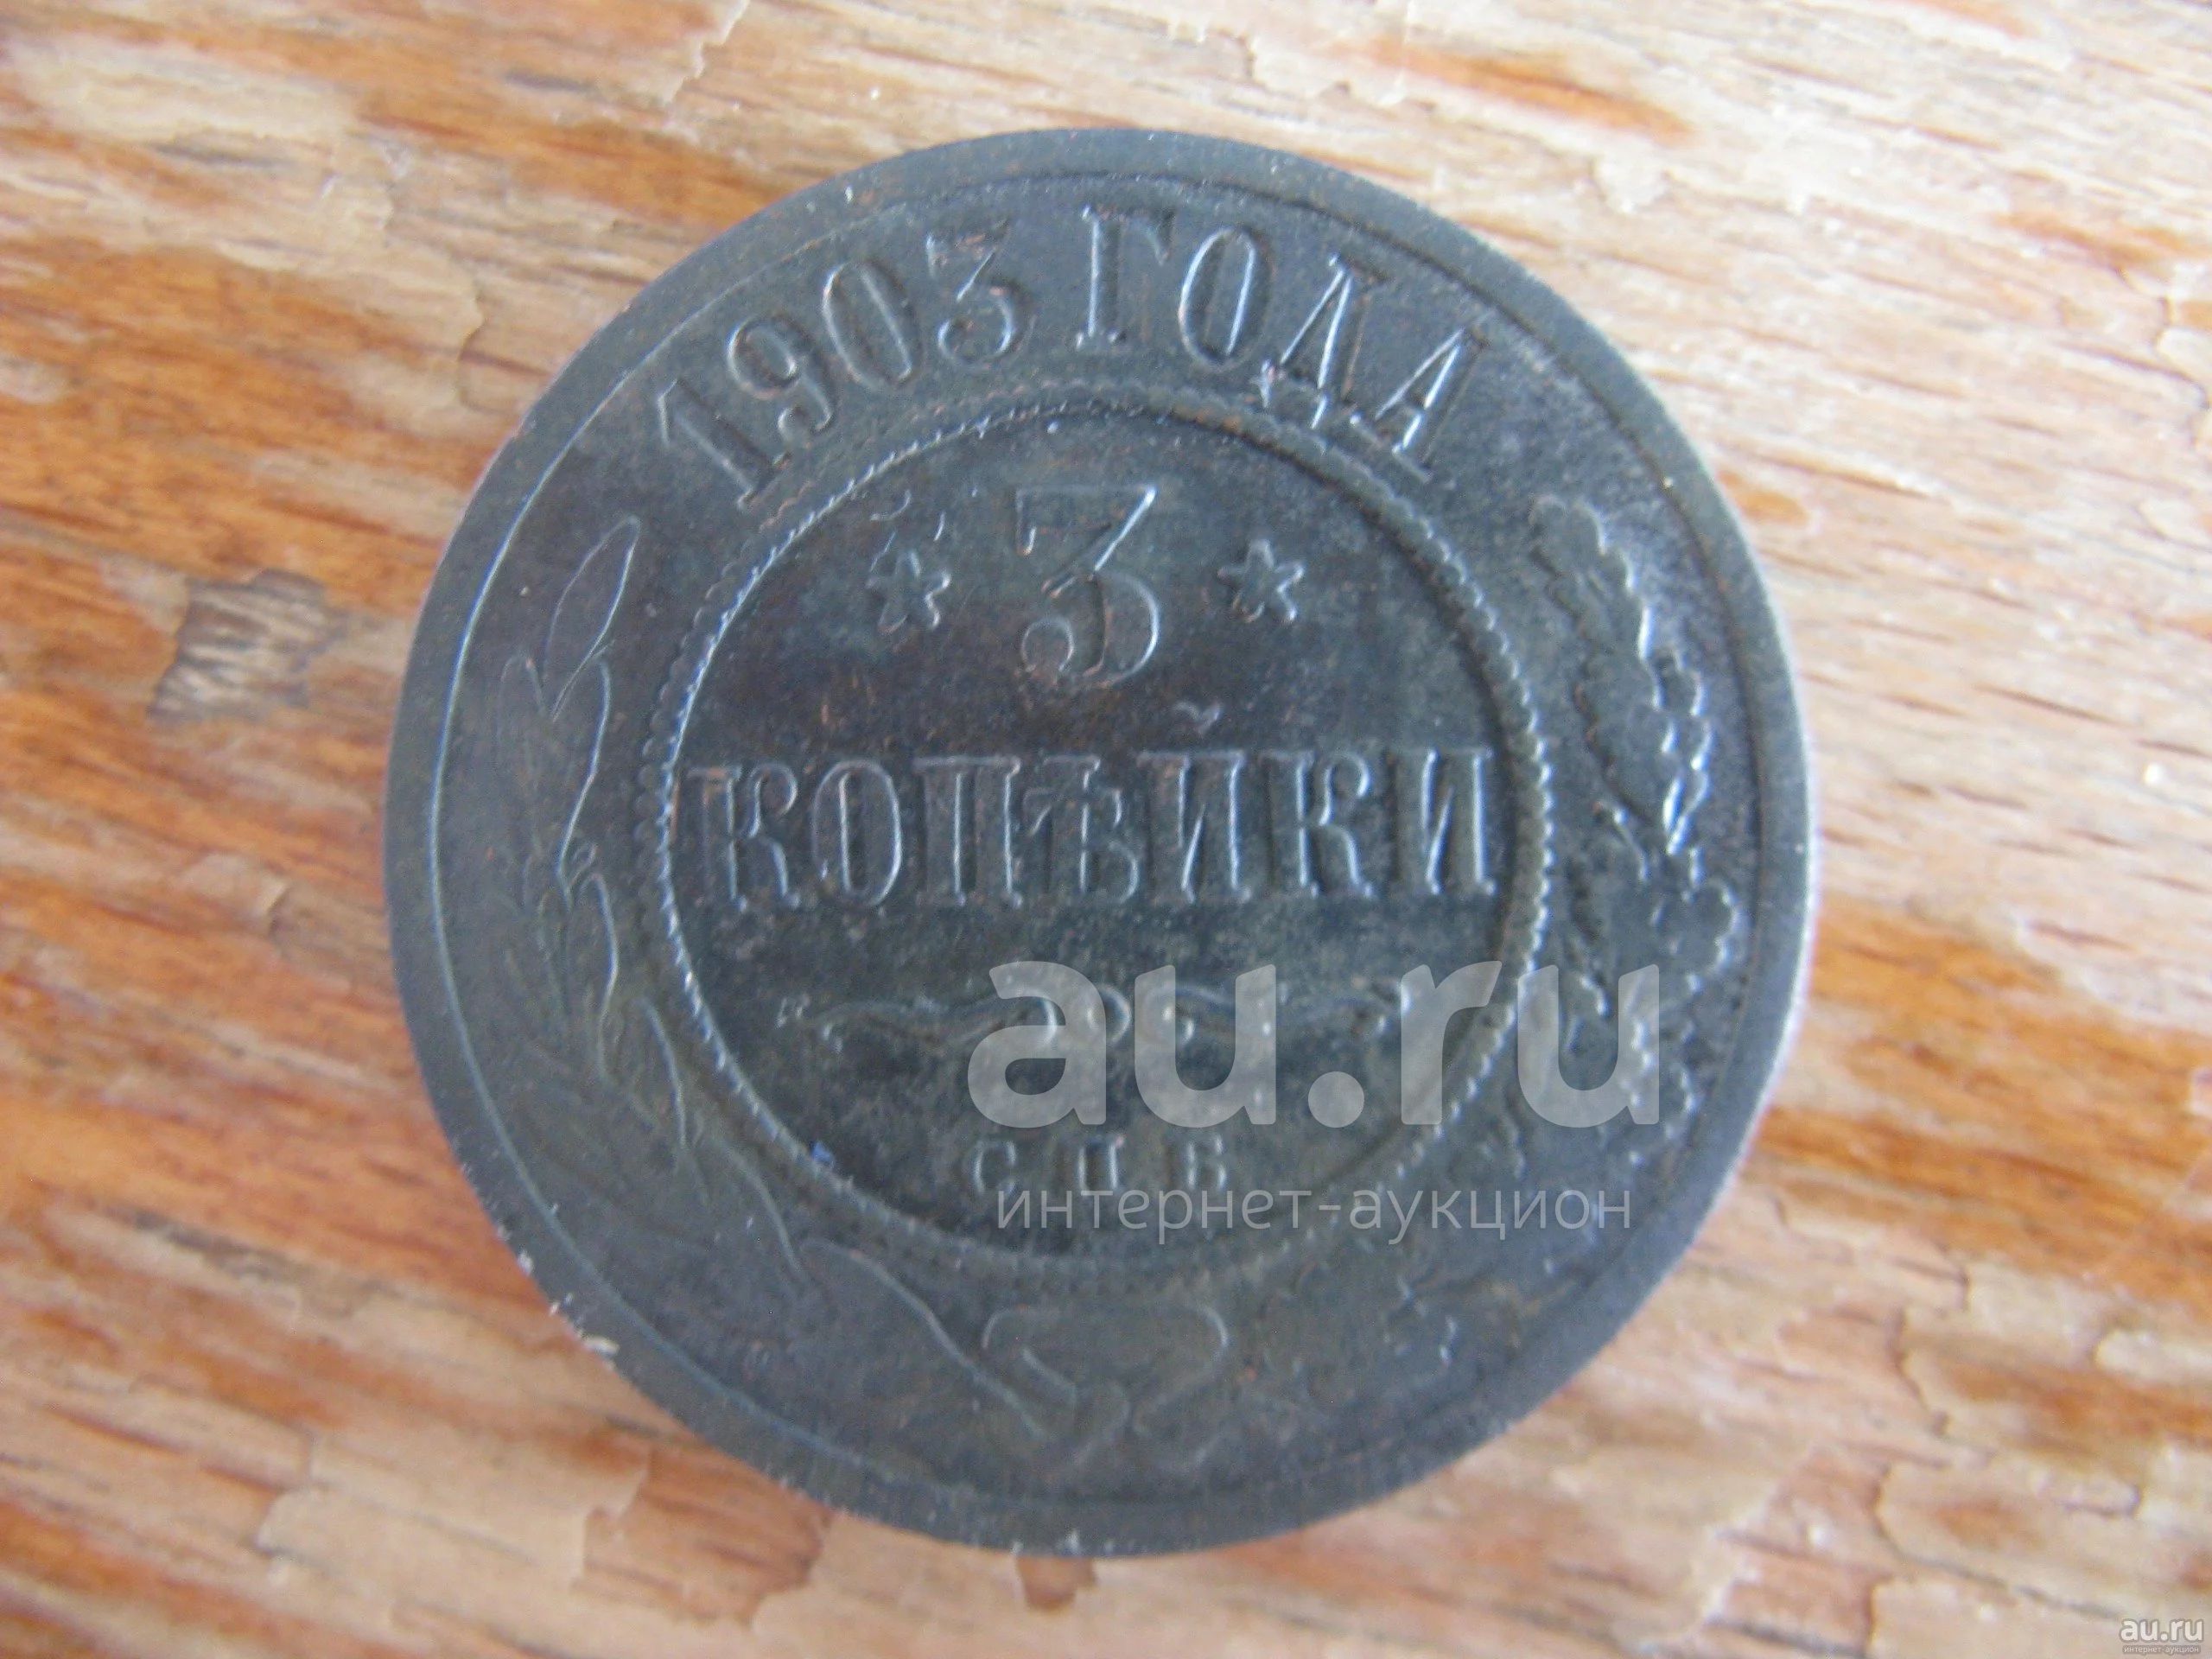 1903 ГОДА
* 3 *
КОПѢЙКИ
au.ru
С.П.Б.
интернет-аукцион
au.ru
интернет-аукцион